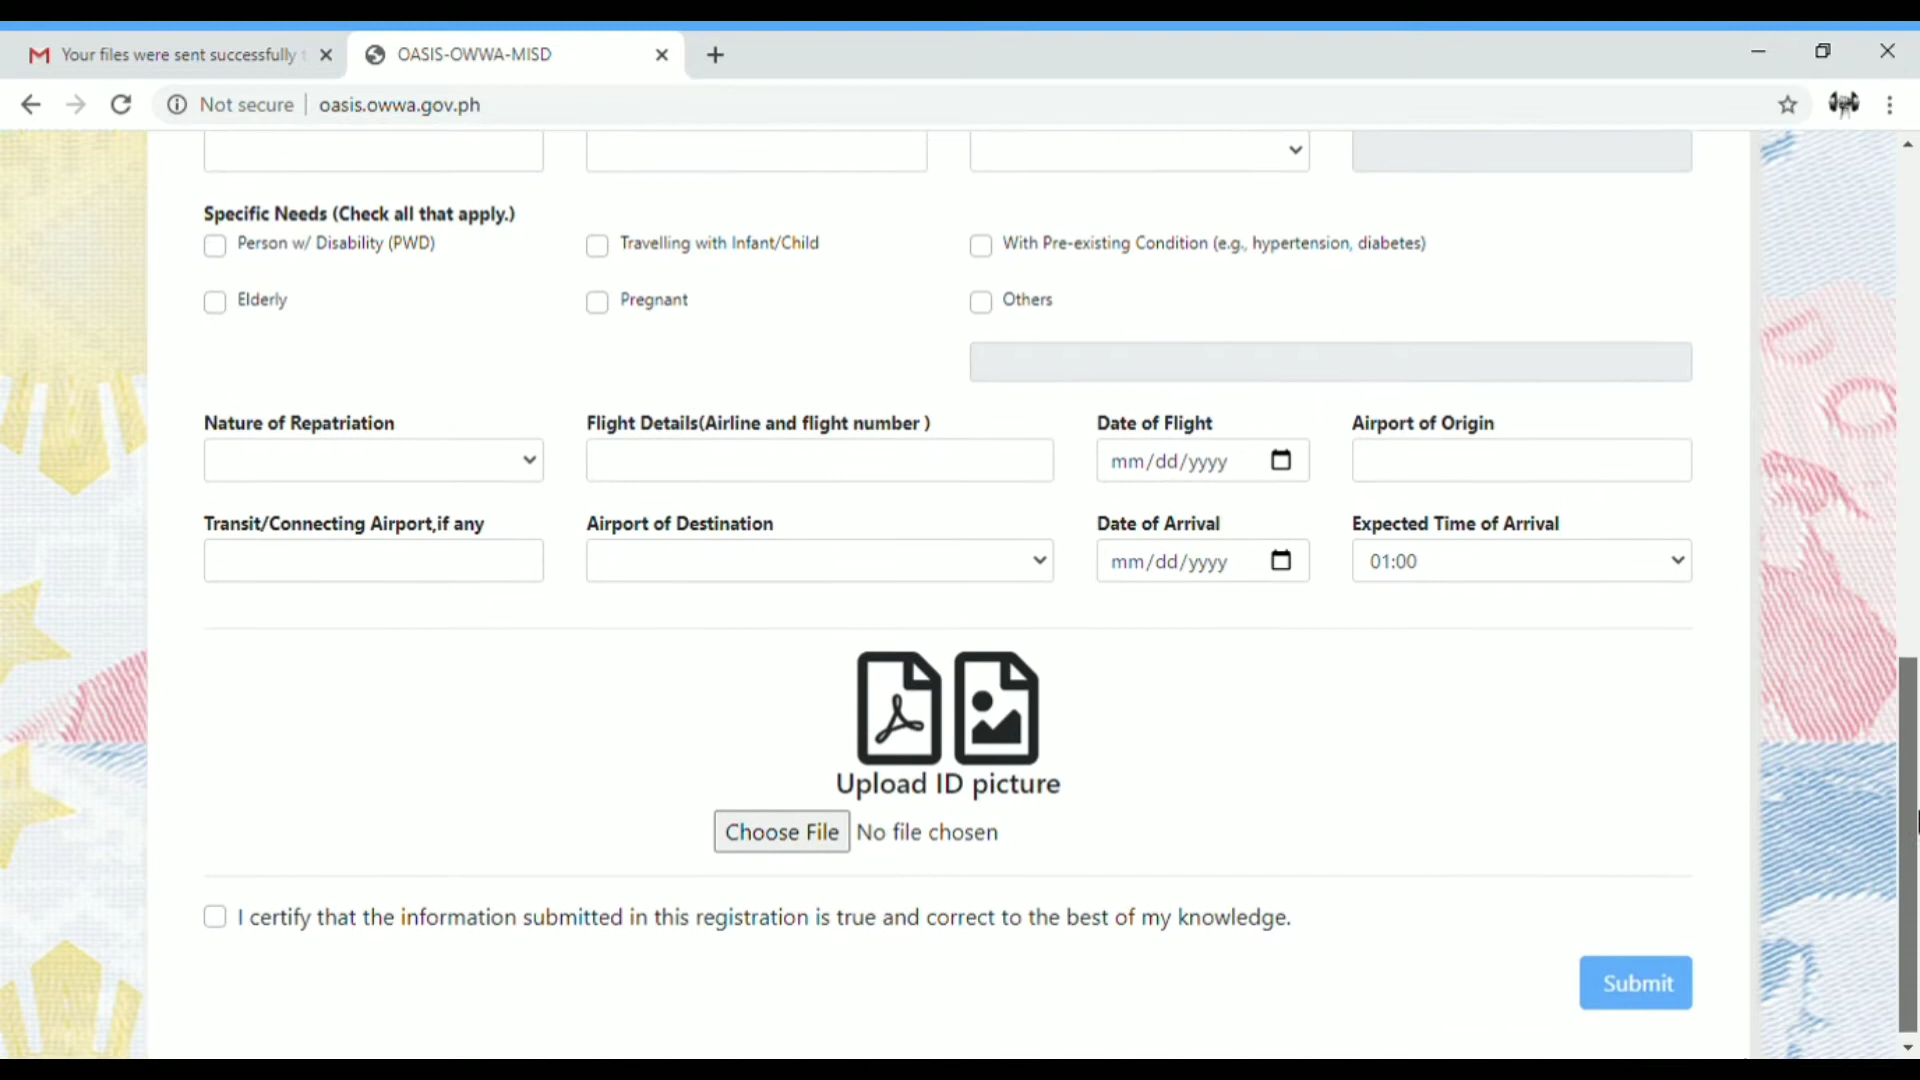 Your files were sent successfully
OASIS-OWWA-MISD
Not secure | oasis.owwa.gov.ph
Specific Needs (Check all that apply.)
Person w/ Disability (PWD)
Travelling with Infant/Child
With Pre-existing Condition (e.g., hypertension, diabetes)
Elderly
Pregnant
Others
Nature of Repatriation
Flight Details(Airline and flight number )
Date of Flight
Airport of Origin
mm/dd/yyyy
Transit/Connecting Airport,if any
Airport of Destination
Date of Arrival
Expected Time of Arrival
mm/dd/yyyy
01:00
Upload ID picture
Choose File No file chosen
I certify that the information submitted in this registration is true and correct to the best of my knowledge.
Submit